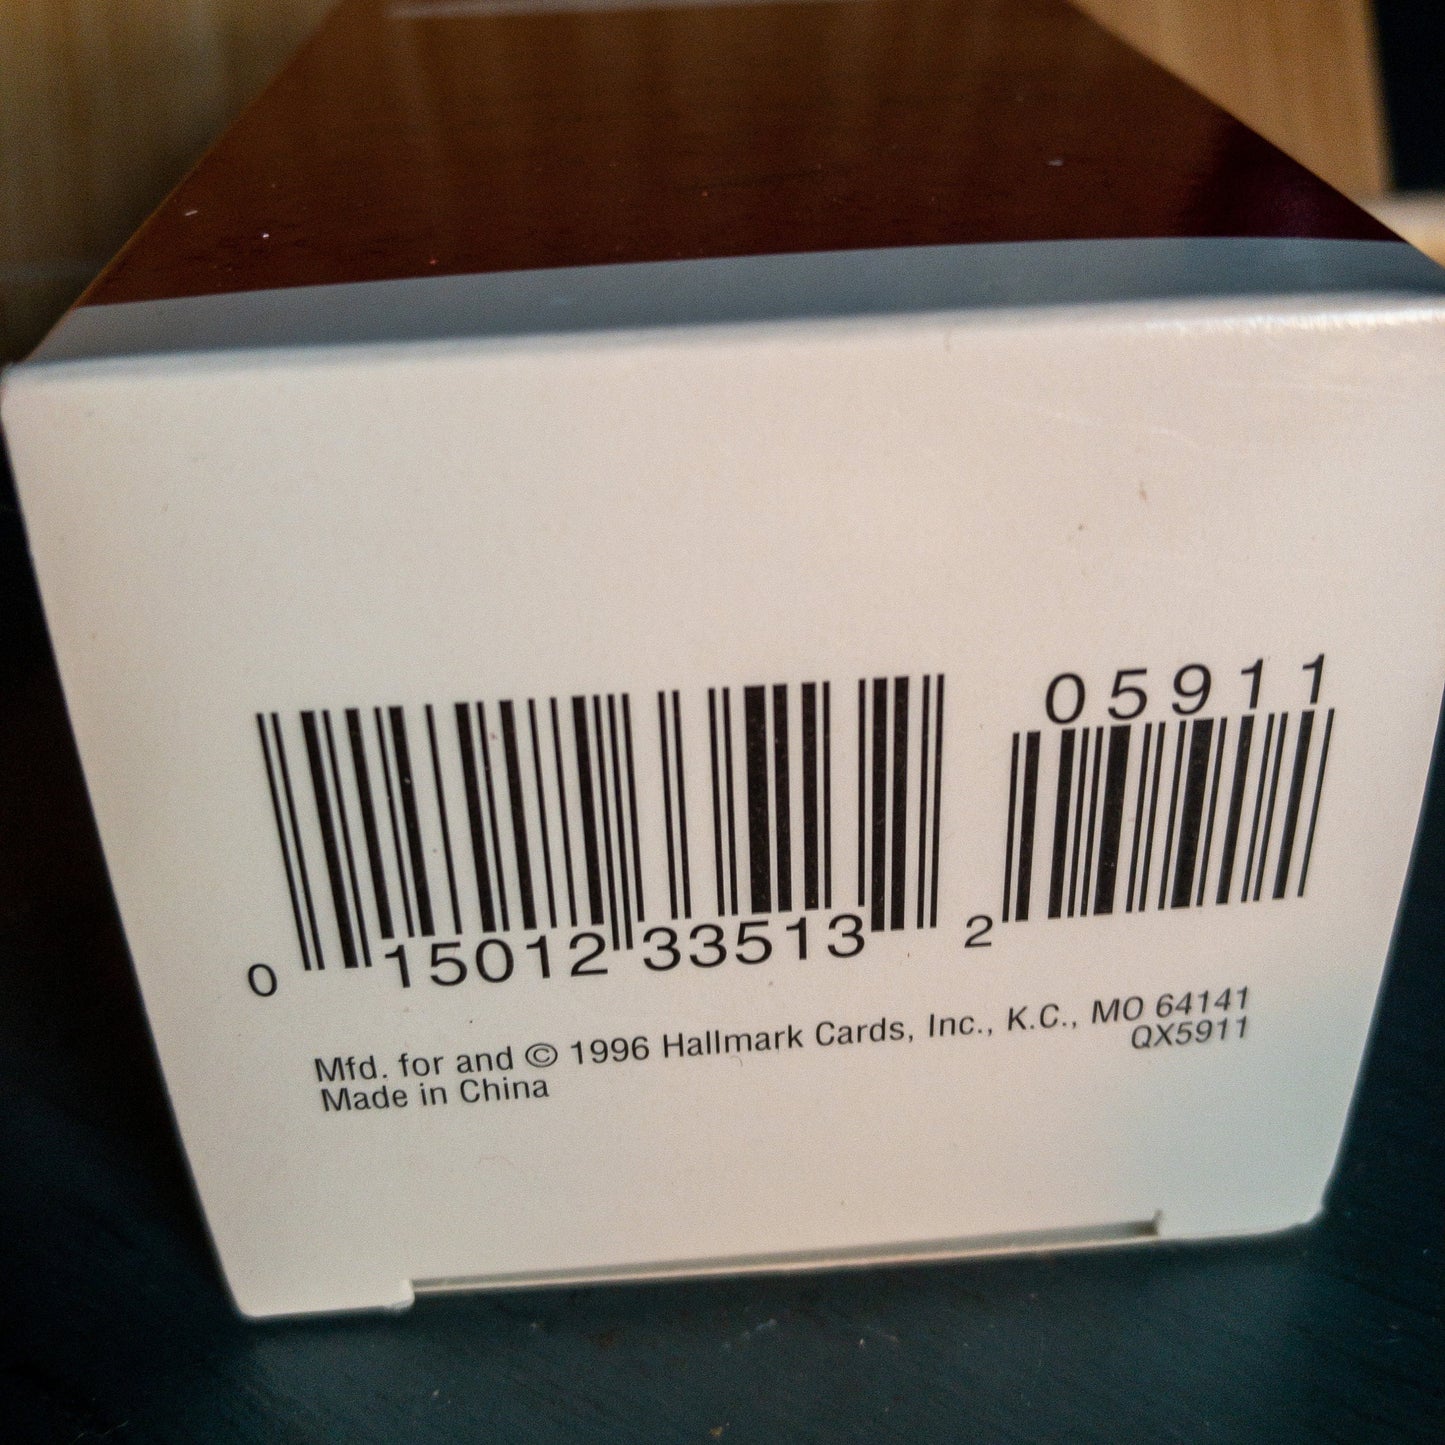 05911
0 15012 33513 2
Mfd. for and © 1996 Hallmark Cards, Inc., K.C., MO 64141
Made in China
QX5911